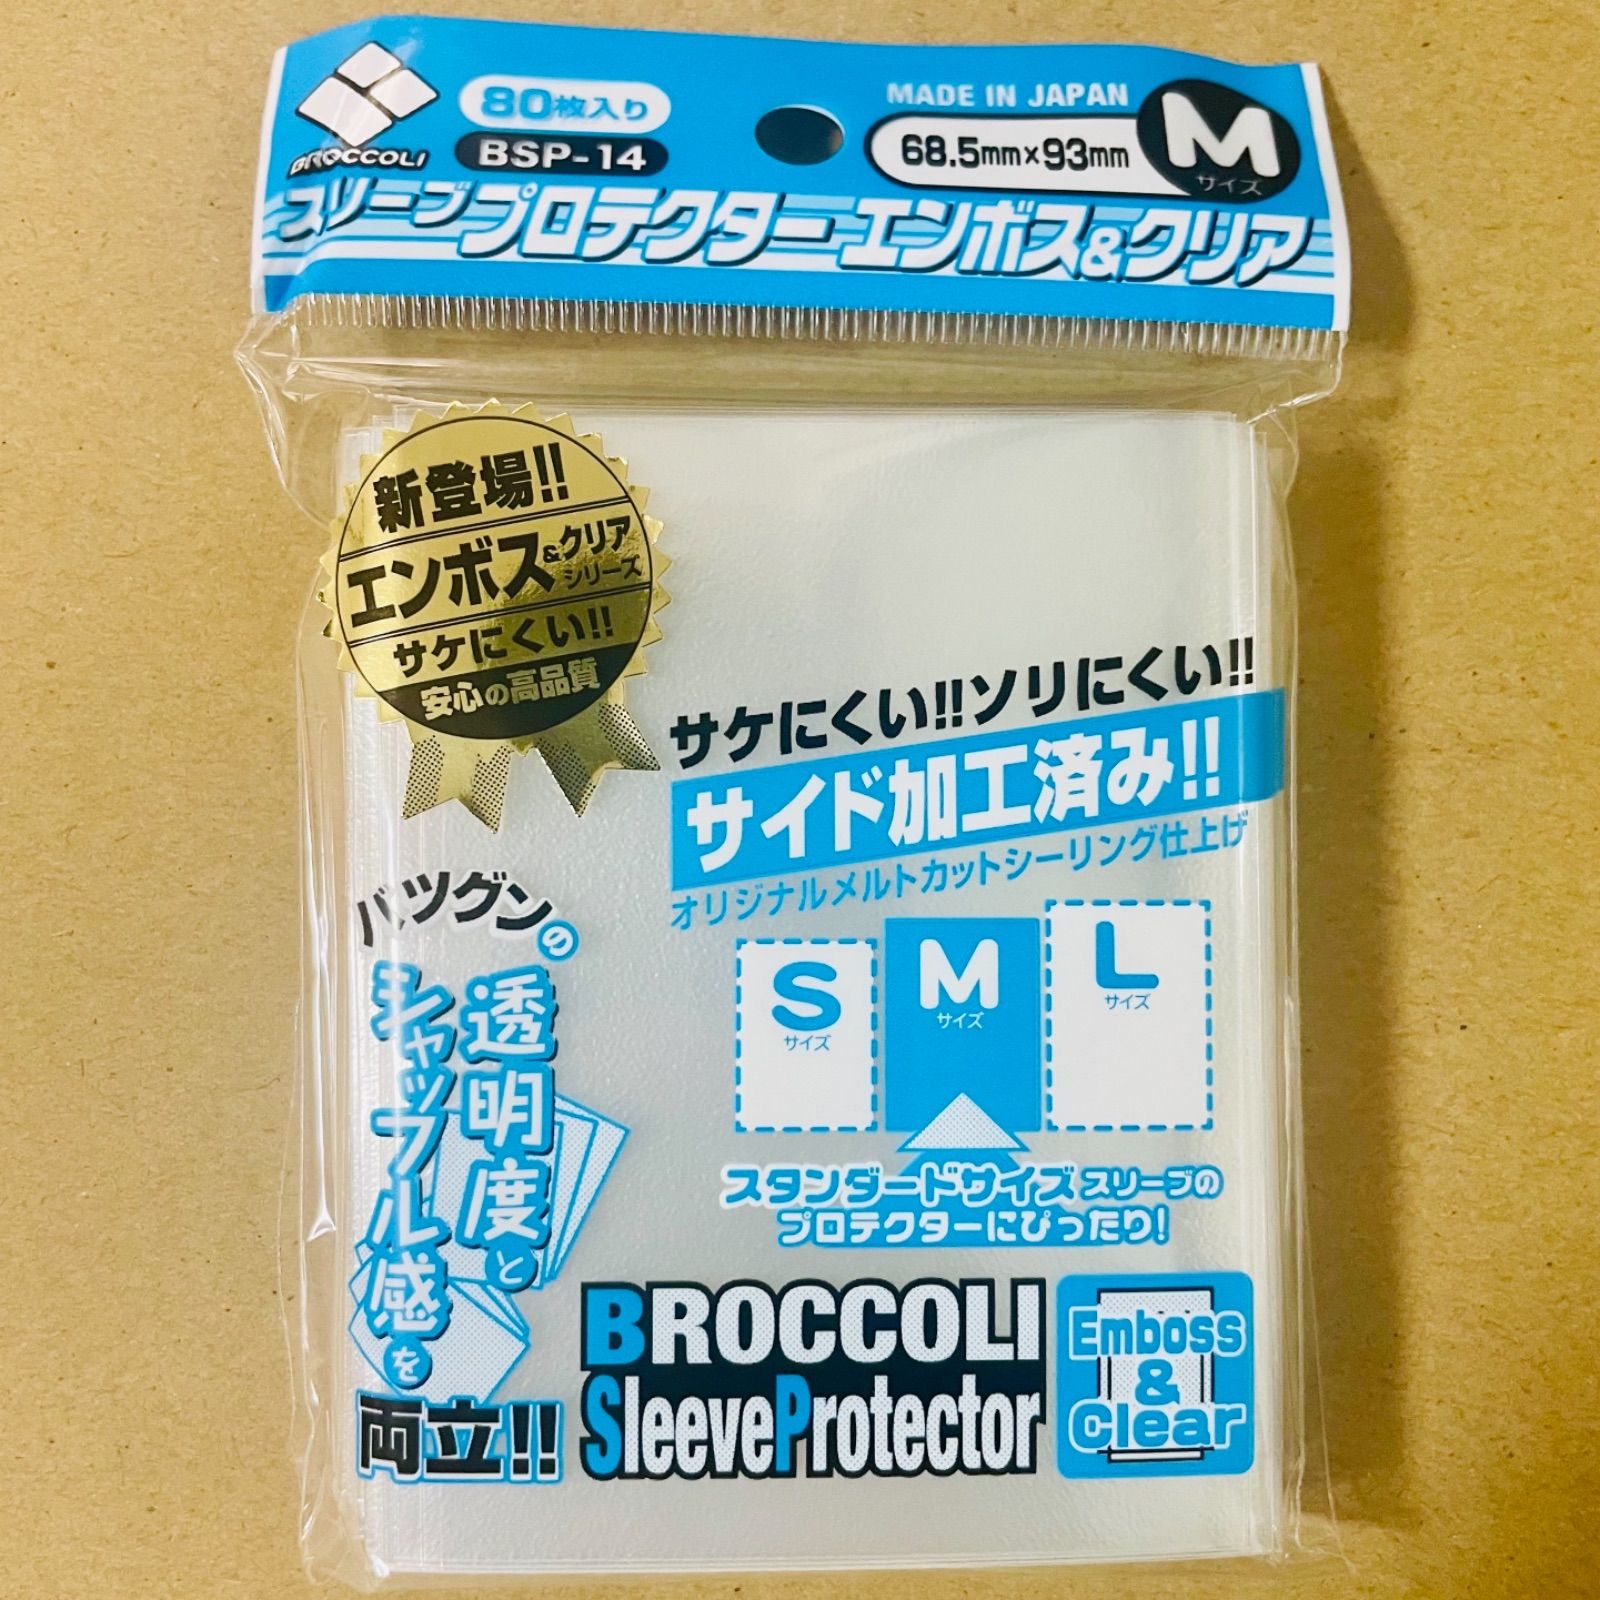 BROCCOLI
80枚入り
BSP-14
MADE IN JAPAN
68.5mm×93mm
M
サイズ
スリーブプロテクターエンボス&クリア
新登場!!
エンボス&クリア
シリーズ
サケにくい!!
安心の高品質
サケにくい!!ソリにくい!!
サイド加工済み!!
オリジナルメルトカットシーリング仕上げ
バツグンの
透明度と
シャッフル感を
両立!!
S
サイズ
M
サイズ
L
サイズ
スタンダードサイズスリーブの
プロテクターにぴったり!
BROCCOLI
SleeveProtector
Emboss
&
Clear